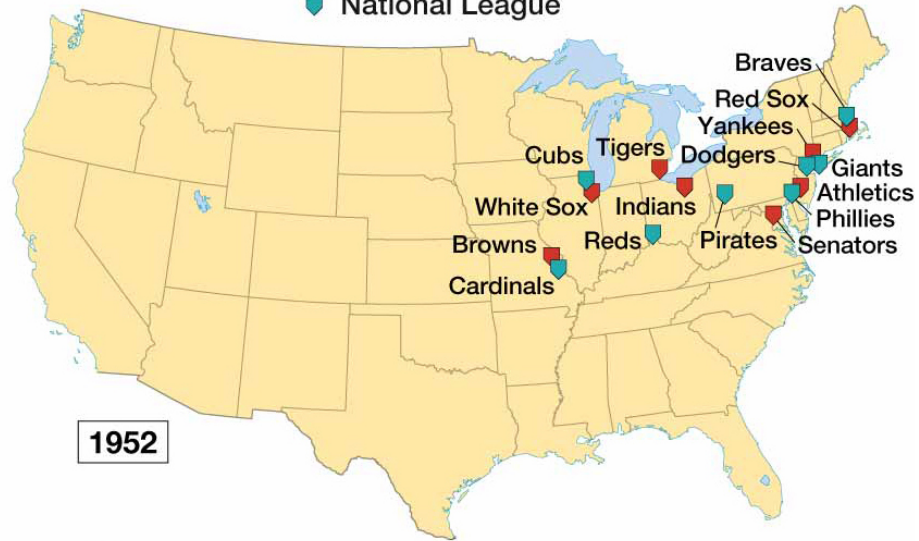 National League
Braves
Red Sox
Yankees
Cubs
Tigers
Dodgers
Giants
Athletics
White Sox
Indians
Phillies
Browns
Reds
Pirates
Senators
Cardinals
1952